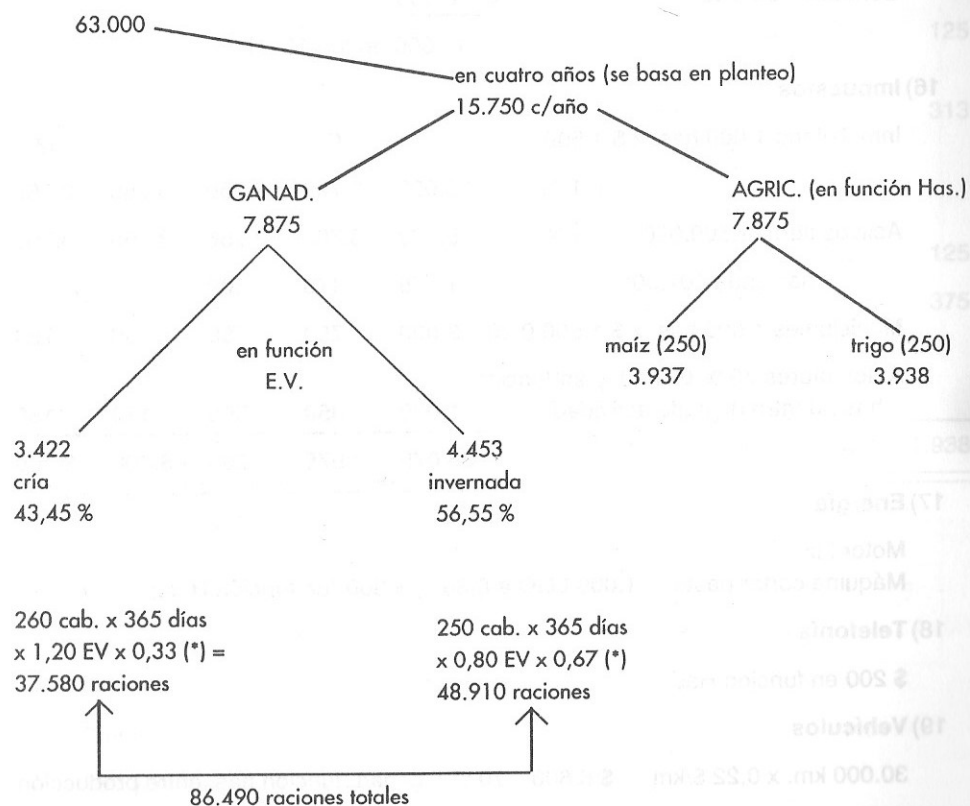 63.000
en cuatro años (se basa en planteo)
15.750 c/año
GANAD.
7.875
AGRIC. (en función Has.)
7.875
en función
E.V.
maíz (250)
3.937
trigo (250)
3.938
3.422
cría
43,45 %
4.453
invernada
56,55 %
260 cab. x 365 días
x 1,20 EV x 0,33 (*) =
37.580 raciones
250 cab. x 365 días
x 0,80 EV x 0,67 (*)
48.910 raciones
86.490 raciones totales